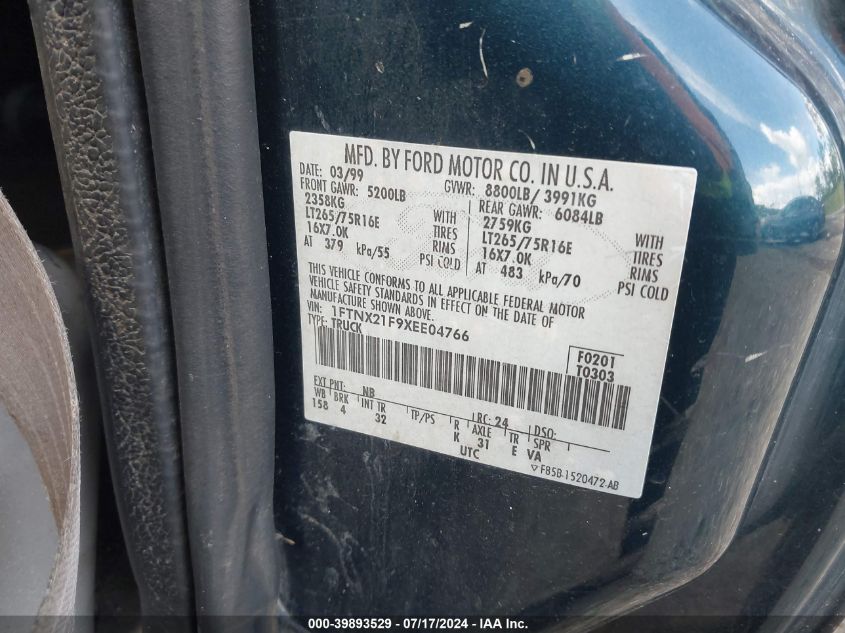 MFD. BY FORD MOTOR CO. IN U.S.A.
DATE: 03/99 GVWR: 8800LB/ 3991KG
FRONT GAWR: 5200LB REAR GAWR: 6084LB
2358KG WITH 2759KG WITH
LT265/75R16E TIRES LT265/75R16E TIRES
16X7.0K RIMS 16X7.0K RIMS
AT 379 kPa/55 PSI COLD AT 483 kPa/70 PSI COLD
THIS VEHICLE CONFORMS TO ALL APPLICABLE FEDERAL MOTOR
VEHICLE SAFETY STANDARDS IN EFFECT ON THE DATE OF
MANUFACTURE SHOWN ABOVE.
VIN: 1FTNX21F9XEE04766
TYPE: TRUCK
F0201
T0303
EXT PNT: NB RC: 24 DSO:
WB BRK INT TR TP/PS R AXLE TR SPR
158 4 32 K 31 E VA
UTC
▽ F85B-1520472-AB
000-39893529 - 07/17/2024 - IAA Inc.